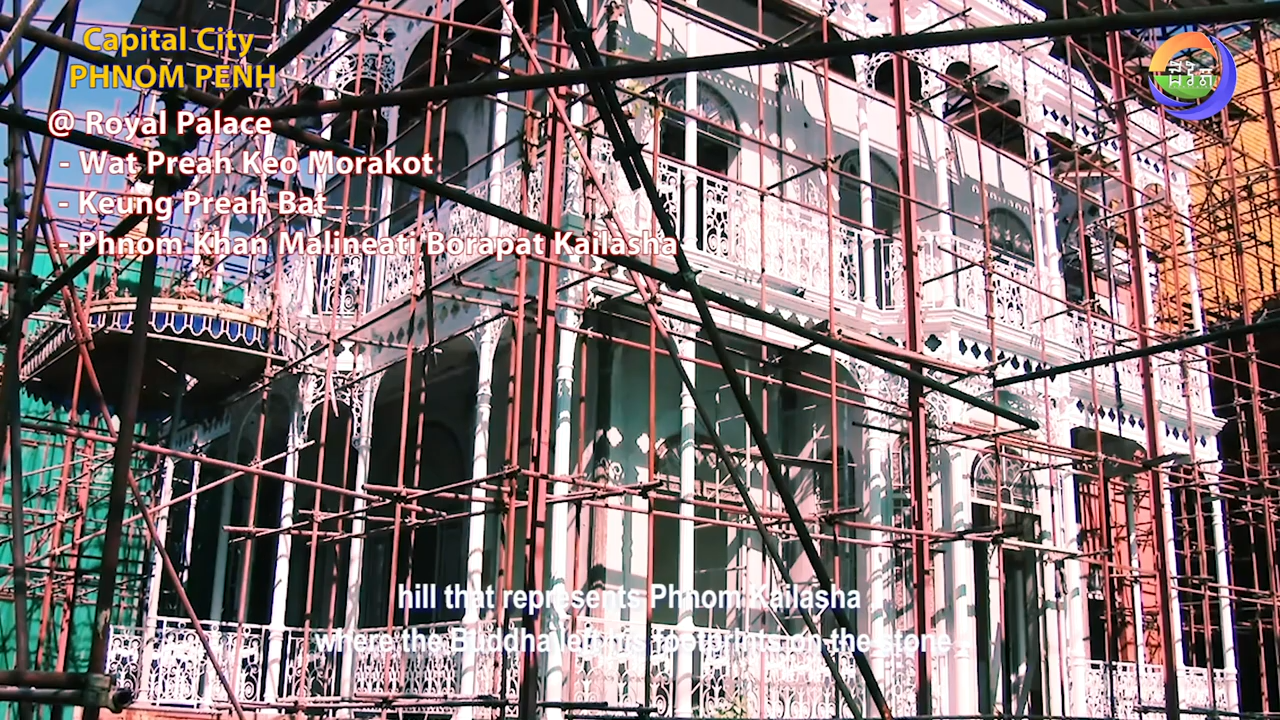 Capital City
PHNOM PENH
@ Royal Palace
- Wat Preah Keo Morakot
- Keung Preah Bat
- Phnom Khan Malineati Borapat Kailasha
hill that represents Phnom Kailasha
where the Buddha left his footprints on the stone